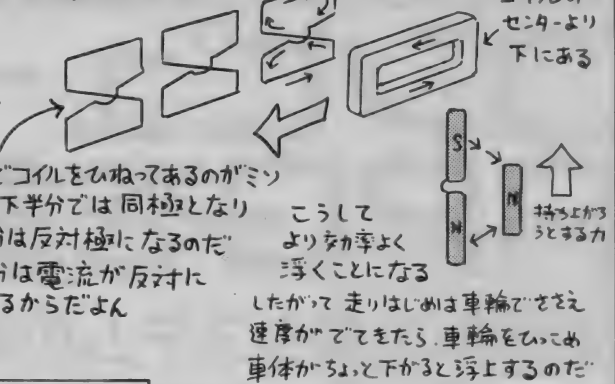 センターより
下にある
でコイルをひねってあるのがミソ
下半分では同極となり
は反対極になるのだ
は電流が反対に
るからだよん
こうして
より効率よく
浮くことになる
S
N
N
持ち上がろ
うとする力
したがって 走りはじめは車輪でささえ
速度がでてきたら、車輪をひっこめ
車体がちょっと下がると浮上するのだ